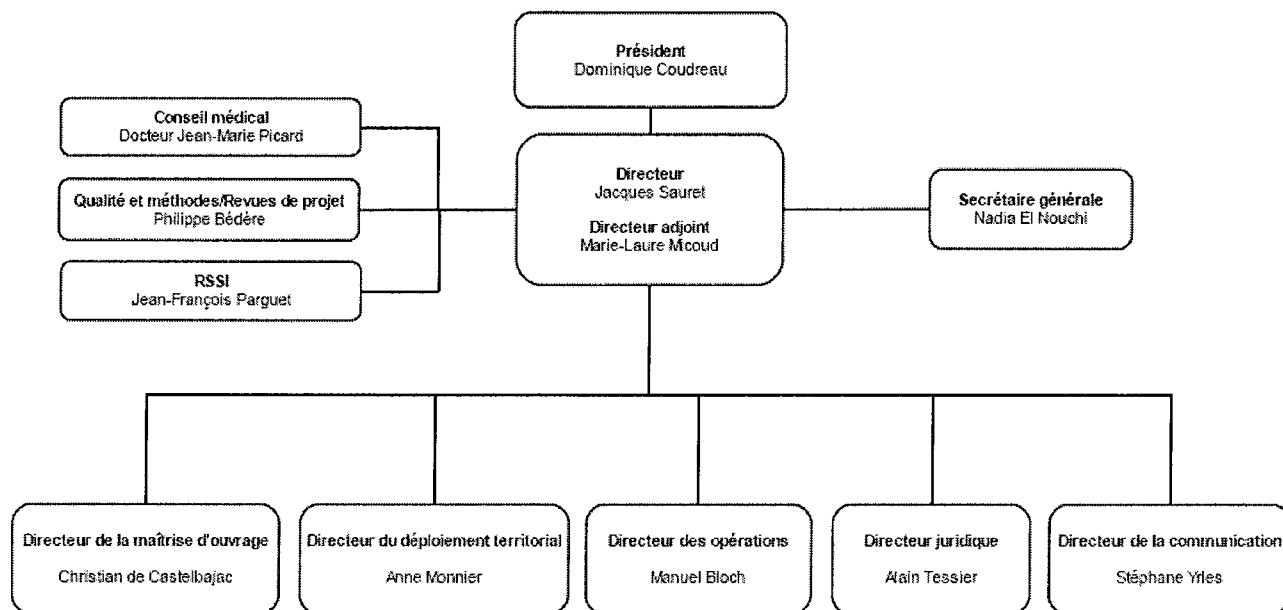 Président
Dominique Coudreau
Conseil médical
Docteur Jean-Marie Picard
Qualité et méthodes/Revues de projet
Philippe Bédère
RSSI
Jean-François Parguet
Directeur
Jacques Sauret
Directeur adjoint
Marie-Laure Micoud
Secrétaire générale
Nadia El Nouchi
Directeur de la maîtrise d'ouvrage
Christian de Castelbajac
Directeur du déploiement territorial
Anne Monnier
Directeur des opérations
Manuel Bloch
Directeur juridique
Alain Tessier
Directeur de la communication
Stéphane Yrles